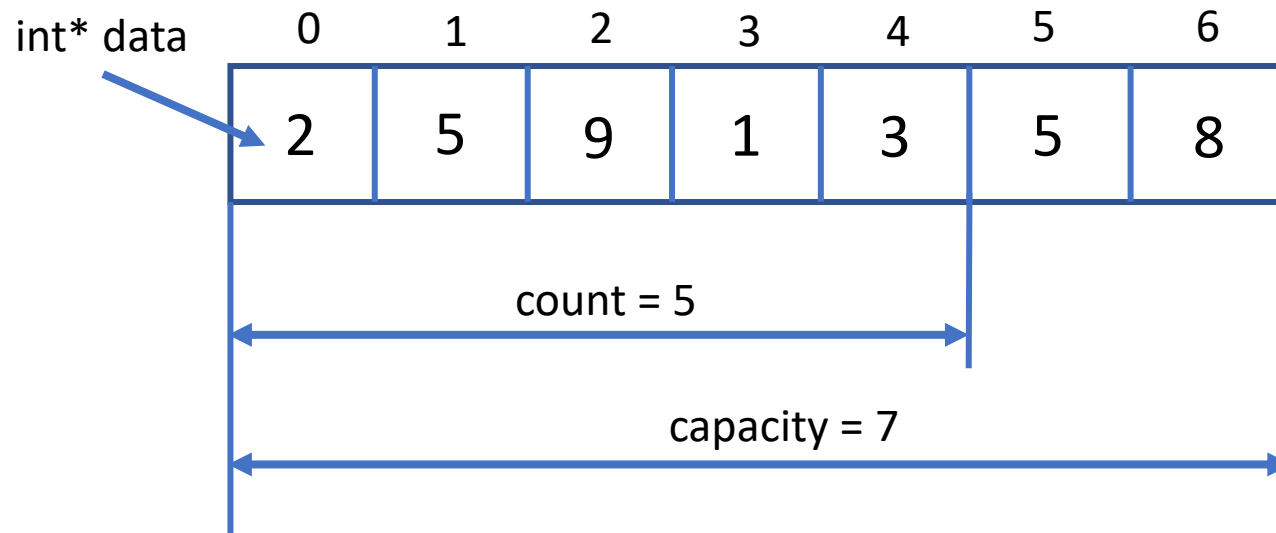 int* data 0 1 2 3 4 5 6
2 5 9 1 3 5 8
count = 5
capacity = 7